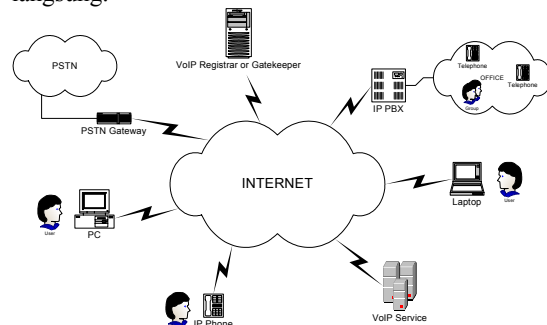 langsung.
PSTN
VoIP Registrar or Gatekeeper
Telephone
OFFICE
Telephone
Group
IP PBX
PSTN Gateway
INTERNET
Laptop
User
User
PC
IP Phone
VoIP Service